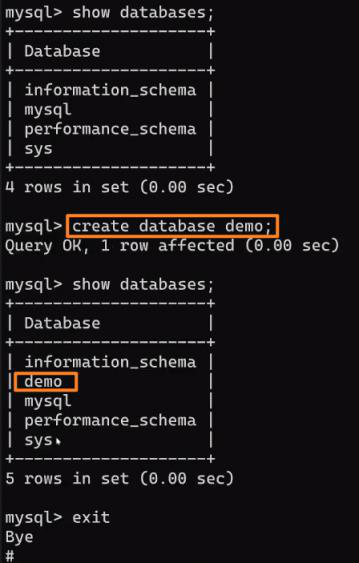 mysql> show databases;
+--------------------+
| Database           |
+--------------------+
| information_schema |
| mysql              |
| performance_schema |
| sys                |
+--------------------+
4 rows in set (0.00 sec)
mysql> create database demo;
Query OK, 1 row affected (0.00 sec)
mysql> show databases;
+--------------------+
| Database           |
+--------------------+
| information_schema |
| demo               |
| mysql              |
| performance_schema |
| sys                |
+--------------------+
5 rows in set (0.00 sec)
mysql> exit
Bye
#